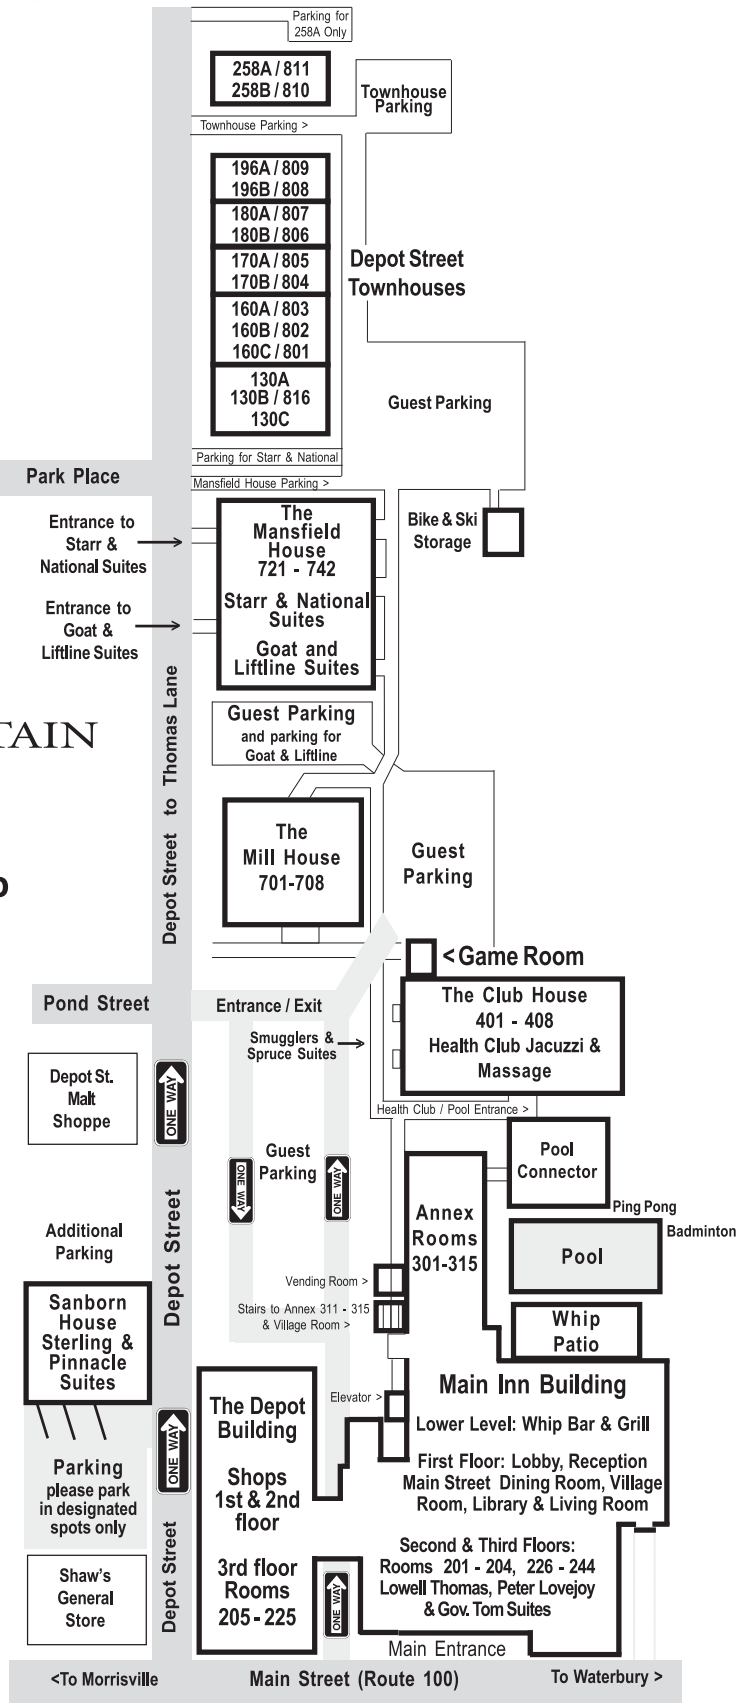 Parking for
258A Only
258A / 811
258B / 810
Townhouse
Parking
Townhouse Parking >
196A / 809
196B / 808
180A / 807
180B / 806
170A / 805
170B / 804
Depot Street
Townhouses
160A / 803
160B / 802
160C / 801
130A
130B / 816
130C
Guest Parking
Parking for Starr & National
Park Place
Mansfield House Parking >
Entrance to
Starr &
National Suites
The
Mansfield
House
721 - 742
Bike & Ski
Storage
Entrance to
Goat &
Liftline Suites
Starr & National
Suites
Goat and
Liftline Suites
TAIN
Depot Street to Thomas Lane
Guest Parking
and parking for
Goat & Liftline
The
Mill House
701-708
Guest
Parking
p
< Game Room
Pond Street
Entrance / Exit
The Club House
401 - 408
Health Club Jacuzzi &
Massage
Smugglers &
Spruce Suites
Depot St.
Malt
Shoppe
ONE WAY
Health Club / Pool Entrance >
Guest
Parking
ONE WAY
ONE WAY
Pool
Connector
Annex
Rooms
301-315
Ping Pong
Badminton
Pool
Additional
Parking
Depot Street
Vending Room >
Stairs to Annex 311 - 315
& Village Room >
Whip
Patio
Sanborn
House
Sterling &
Pinnacle
Suites
The Depot
Building
Shops
1st & 2nd
floor
3rd floor
Rooms
205 - 225
Elevator >
Main Inn Building
Lower Level: Whip Bar & Grill
First Floor: Lobby, Reception
Main Street Dining Room, Village
Room, Library & Living Room
Second & Third Floors:
Rooms 201 - 204, 226 - 244
Lowell Thomas, Peter Lovejoy
& Gov. Tom Suites
ONE WAY
Parking
please park
in designated
spots only
Shaw's
General
Store
Depot Street
ONE WAY
Main Entrance
<To Morrisville
Main Street (Route 100)
To Waterbury >